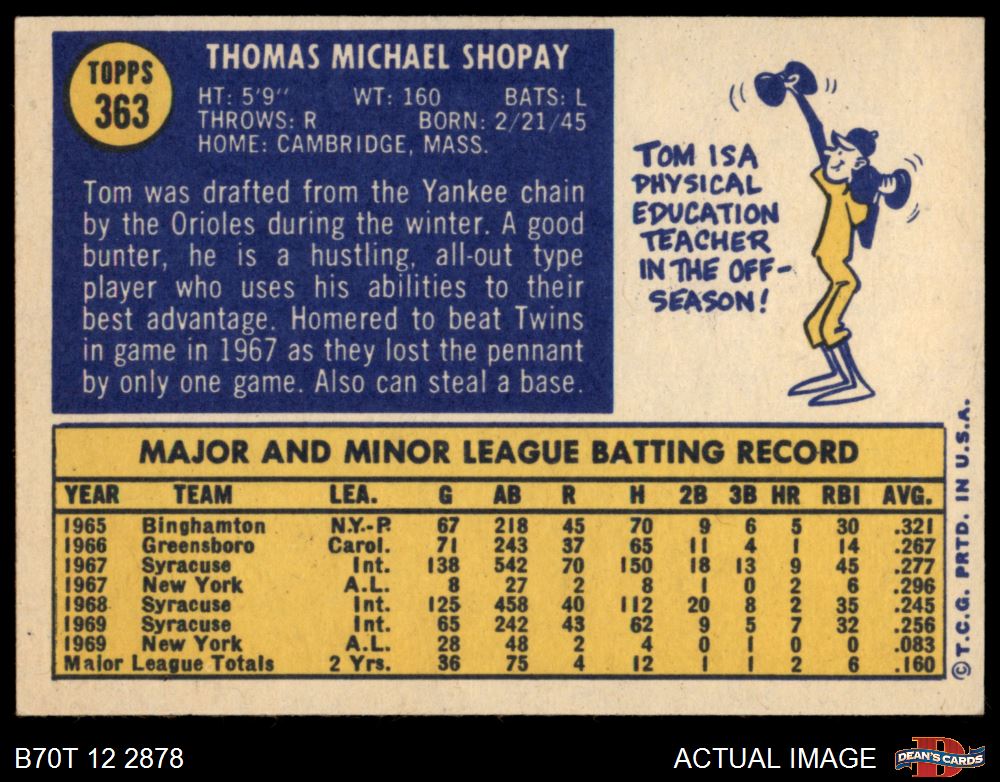 TOPPS
363
THOMAS MICHAEL SHOPAY
HT: 5'9" WT: 160 BATS: L
THROWS: R BORN: 2/21/45
HOME: CAMBRIDGE, MASS.
Tom was drafted from the Yankee chain
by the Orioles during the winter. A good
bunter, he is a hustling, all-out type
player who uses his abilities to their
best advantage. Homered to beat Twins
in game in 1967 as they lost the pennant
by only one game. Also can steal a base.
TOM IS A
PHYSICAL
EDUCATION
TEACHER
IN THE OFF-
SEASON!
MAJOR AND MINOR LEAGUE BATTING RECORD
YEAR TEAM LEA. G AB R H 2B 3B HR RBI AVG.
1965 Binghamton N.Y.-P. 67 218 45 70 9 6 5 30 .321
1966 Greensboro Carol. 71 243 37 65 11 4 1 14 .267
1967 Syracuse Int. 138 542 70 150 18 13 9 45 .277
1967 New York A.L. 8 27 2 8 1 0 2 6 .296
1968 Syracuse Int. 125 458 40 112 20 8 2 35 .245
1969 Syracuse Int. 65 242 43 62 9 5 7 32 .256
1969 New York A.L. 28 48 2 4 0 1 0 0 .083
Major League Totals 2 Yrs. 36 75 4 12 1 1 2 6 .160
© T.C.G. PRTD. IN U.S.A.
B70T 12 2878
ACTUAL IMAGE
D
DEAN'S CARDS